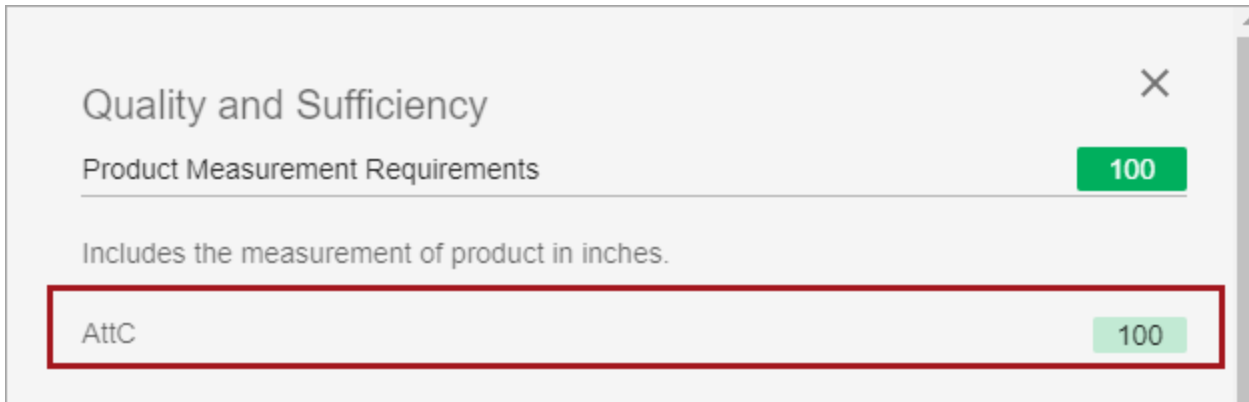 Quality and Sufficiency
Product Measurement Requirements 100
Includes the measurement of product in inches.
AttC 100